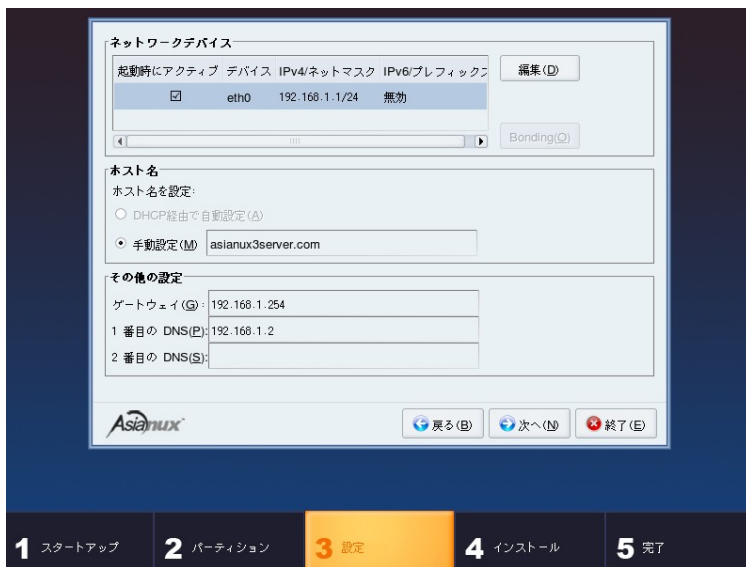 ネットワークデバイス
起動時にアクティブ デバイス IPv4/ネットマスク IPv6/プレフィックス
編集(D)
eth0 192.168.1.1/24 無効
Bonding(O)
ホスト名
ホスト名を設定:
DHCP経由で自動設定(A)
手動設定(M) asianux3server.com
その他の設定
ゲートウェイ(G): 192.168.1.254
1 番目の DNS(P): 192.168.1.2
2 番目の DNS(S):
Asianux
戻る(B) 次へ(N) 終了(E)
1 スタートアップ 2 パーティション 3 設定 4 インストール 5 完了